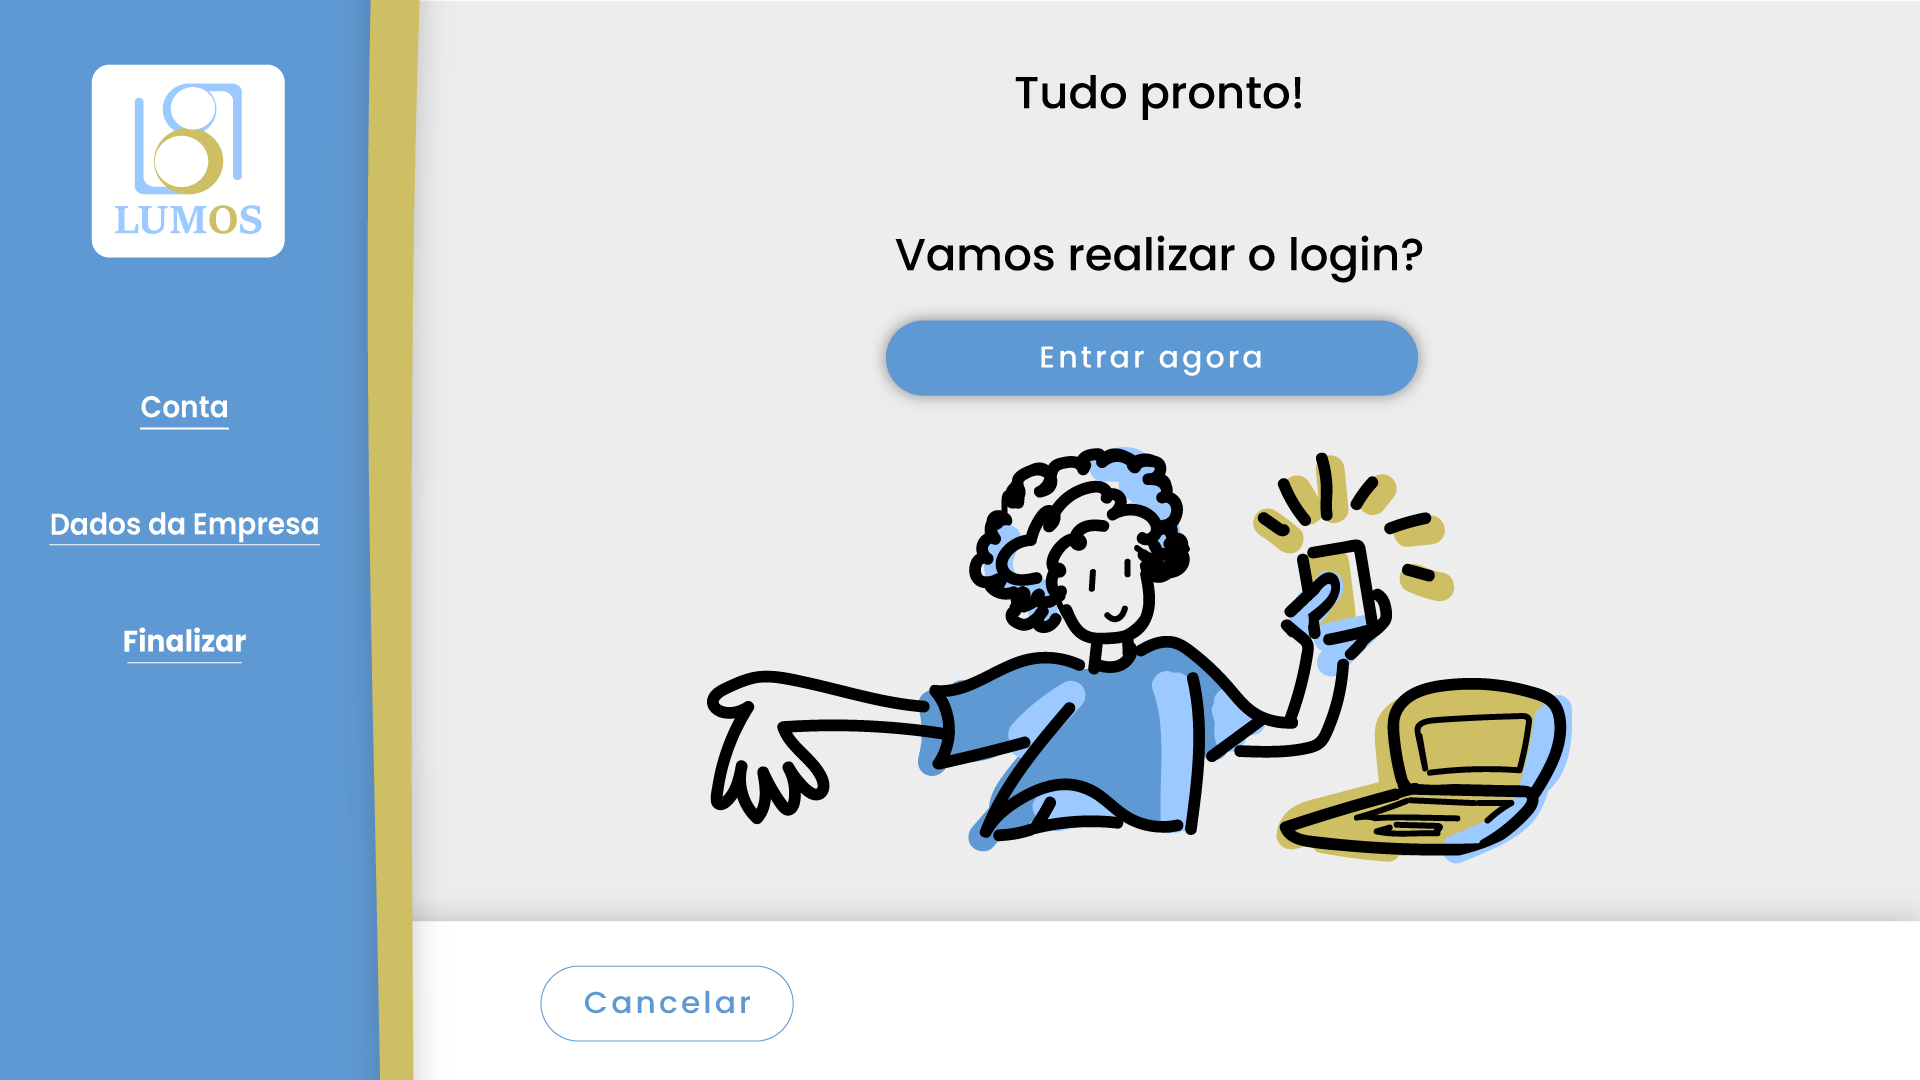 LUMOS
Conta
Dados da Empresa
Finalizar
Tudo pronto!
Vamos realizar o login?
Entrar agora
Cancelar